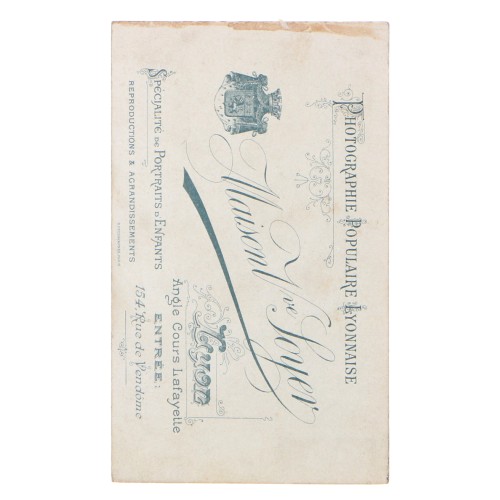 PHOTOGRAPHIE POPULAIRE LYONNAISE
Maison Vve Soyer
Lyon
Angle Cours Lafayette
ENTRÉE:
154, Rue de Vendôme
SPÉCIALITÉ DE PORTRAITS D'ENFANTS
REPRODUCTIONS & AGRANDISSEMENTS